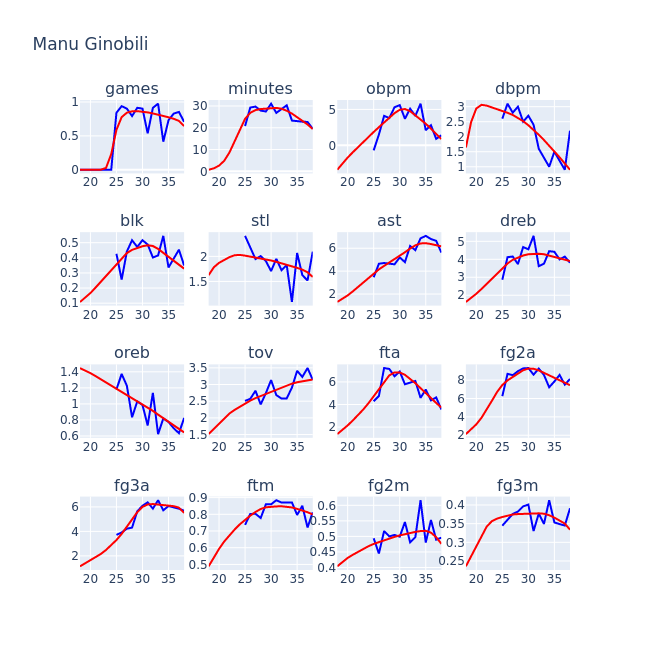 Manu Ginobili
games minutes obpm dbpm
1 0.5 0
30 20 10 0
5 0
3 2.5 2 1.5 1
20 25 30 35 20 25 30 35 20 25 30 35 20 25 30 35
blk stl ast dreb
0.5 0.4 0.3 0.2 0.1
2 1.5
6 4 2
5 4 3 2
20 25 30 35 20 25 30 35 20 25 30 35 20 25 30 35
oreb tov fta fg2a
1.4 1.2 1 0.8 0.6
3.5 3 2.5 2 1.5
6 4 2
8 6 4 2
20 25 30 35 20 25 30 35 20 25 30 35 20 25 30 35
fg3a ftm fg2m fg3m
6 4 2
0.9 0.8 0.7 0.6 0.5
0.6 0.55 0.5 0.45 0.4
0.4 0.35 0.3 0.25
20 25 30 35 20 25 30 35 20 25 30 35 20 25 30 35